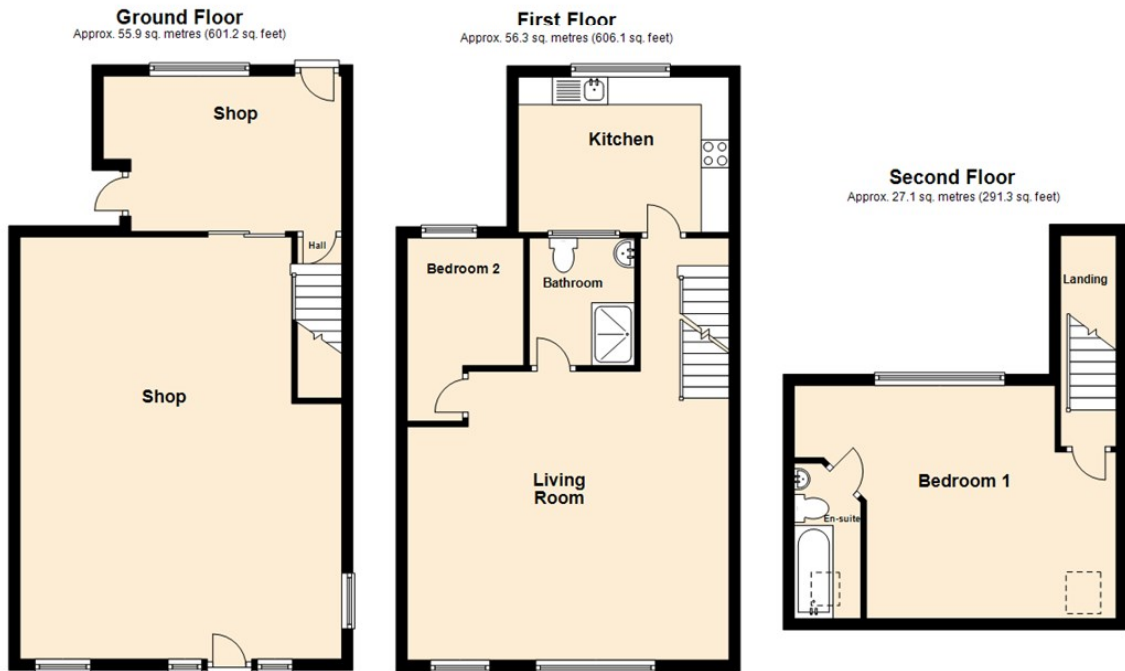 Ground Floor
Approx. 55.9 sq. metres (601.2 sq. feet)
Shop
Hall
Shop
First Floor
Approx. 56.3 sq. metres (606.1 sq. feet)
Kitchen
Bedroom 2
Bathroom
Living
Room
Second Floor
Approx. 27.1 sq. metres (291.3 sq. feet)
Landing
Bedroom 1
En-suite